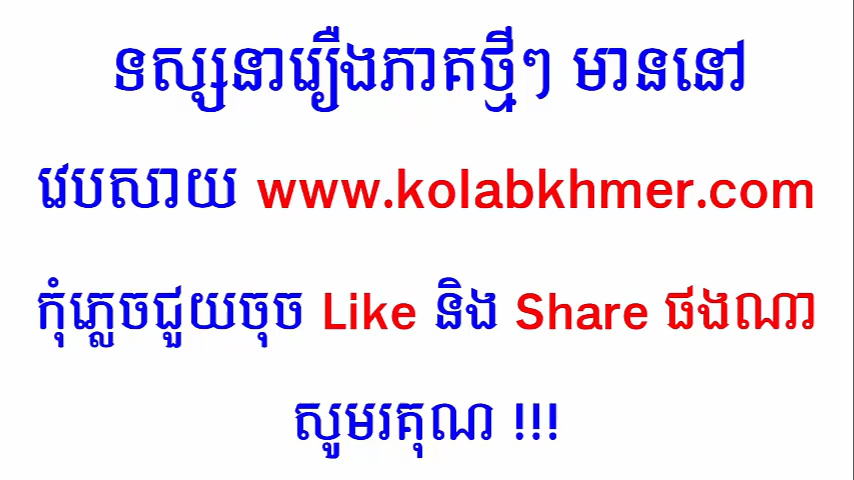 ទស្សនារឿងភាគថ្មីៗ មាននៅ
វេបសាយ www.kolabkhmer.com
កុំភ្លេចជួយចុច Like និង Share ផងណា
សូមរគុណ !!!